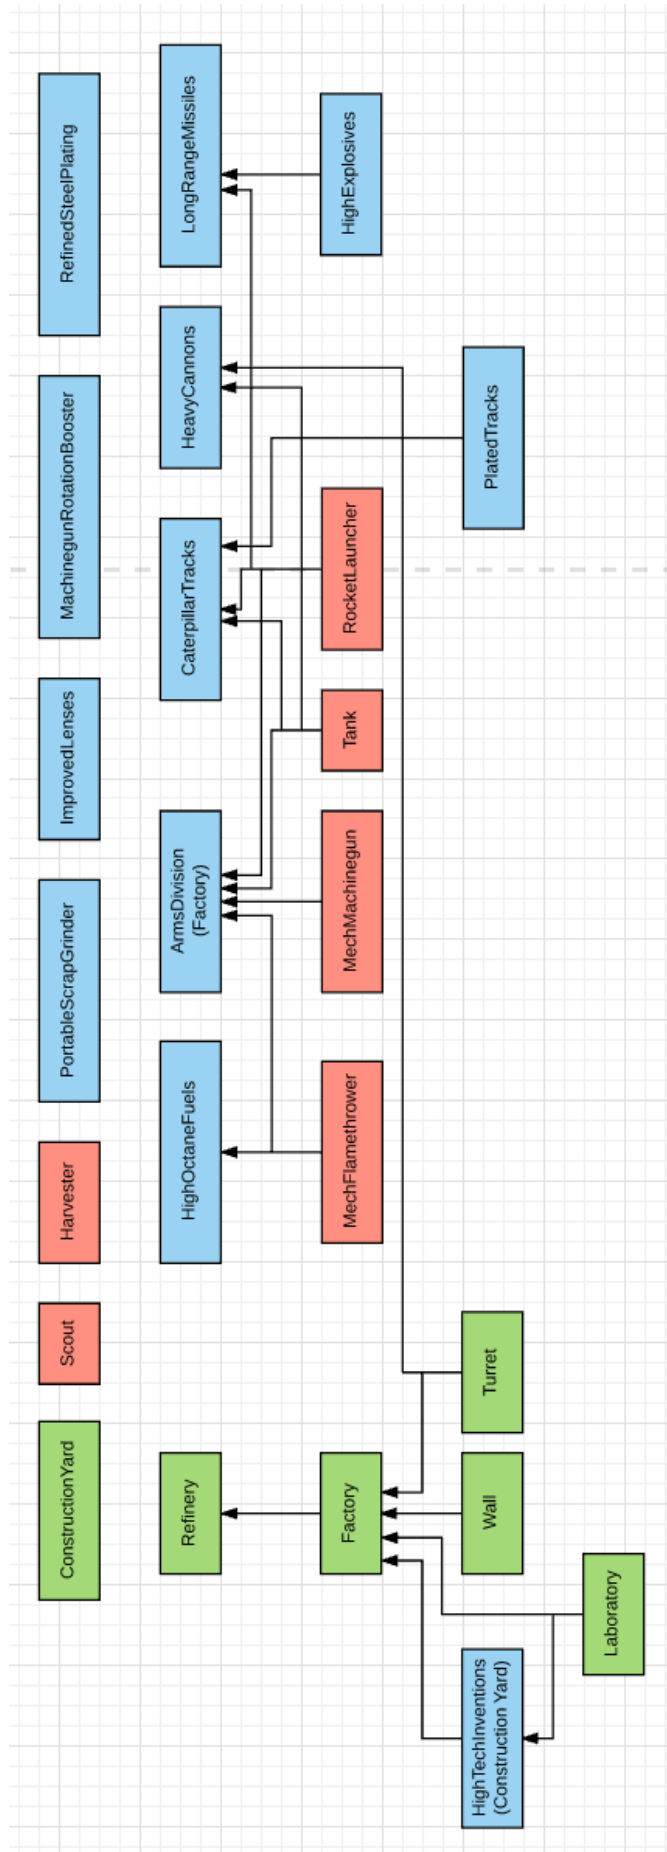 ConstructionYard
Scout
Harvester
PortableScrapGrinder
ImprovedLenses
MachinegunRotationBooster
RefinedSteelPlating
Refinery
HighOctaneFuels
ArmsDivision
(Factory)
CaterpillarTracks
HeavyCannons
LongRangeMissiles
Factory
MechFlamethrower
MechMachinegun
Tank
RocketLauncher
HighExplosives
HighTechInventions
(Construction Yard)
Wall
Turret
PlatedTracks
Laboratory